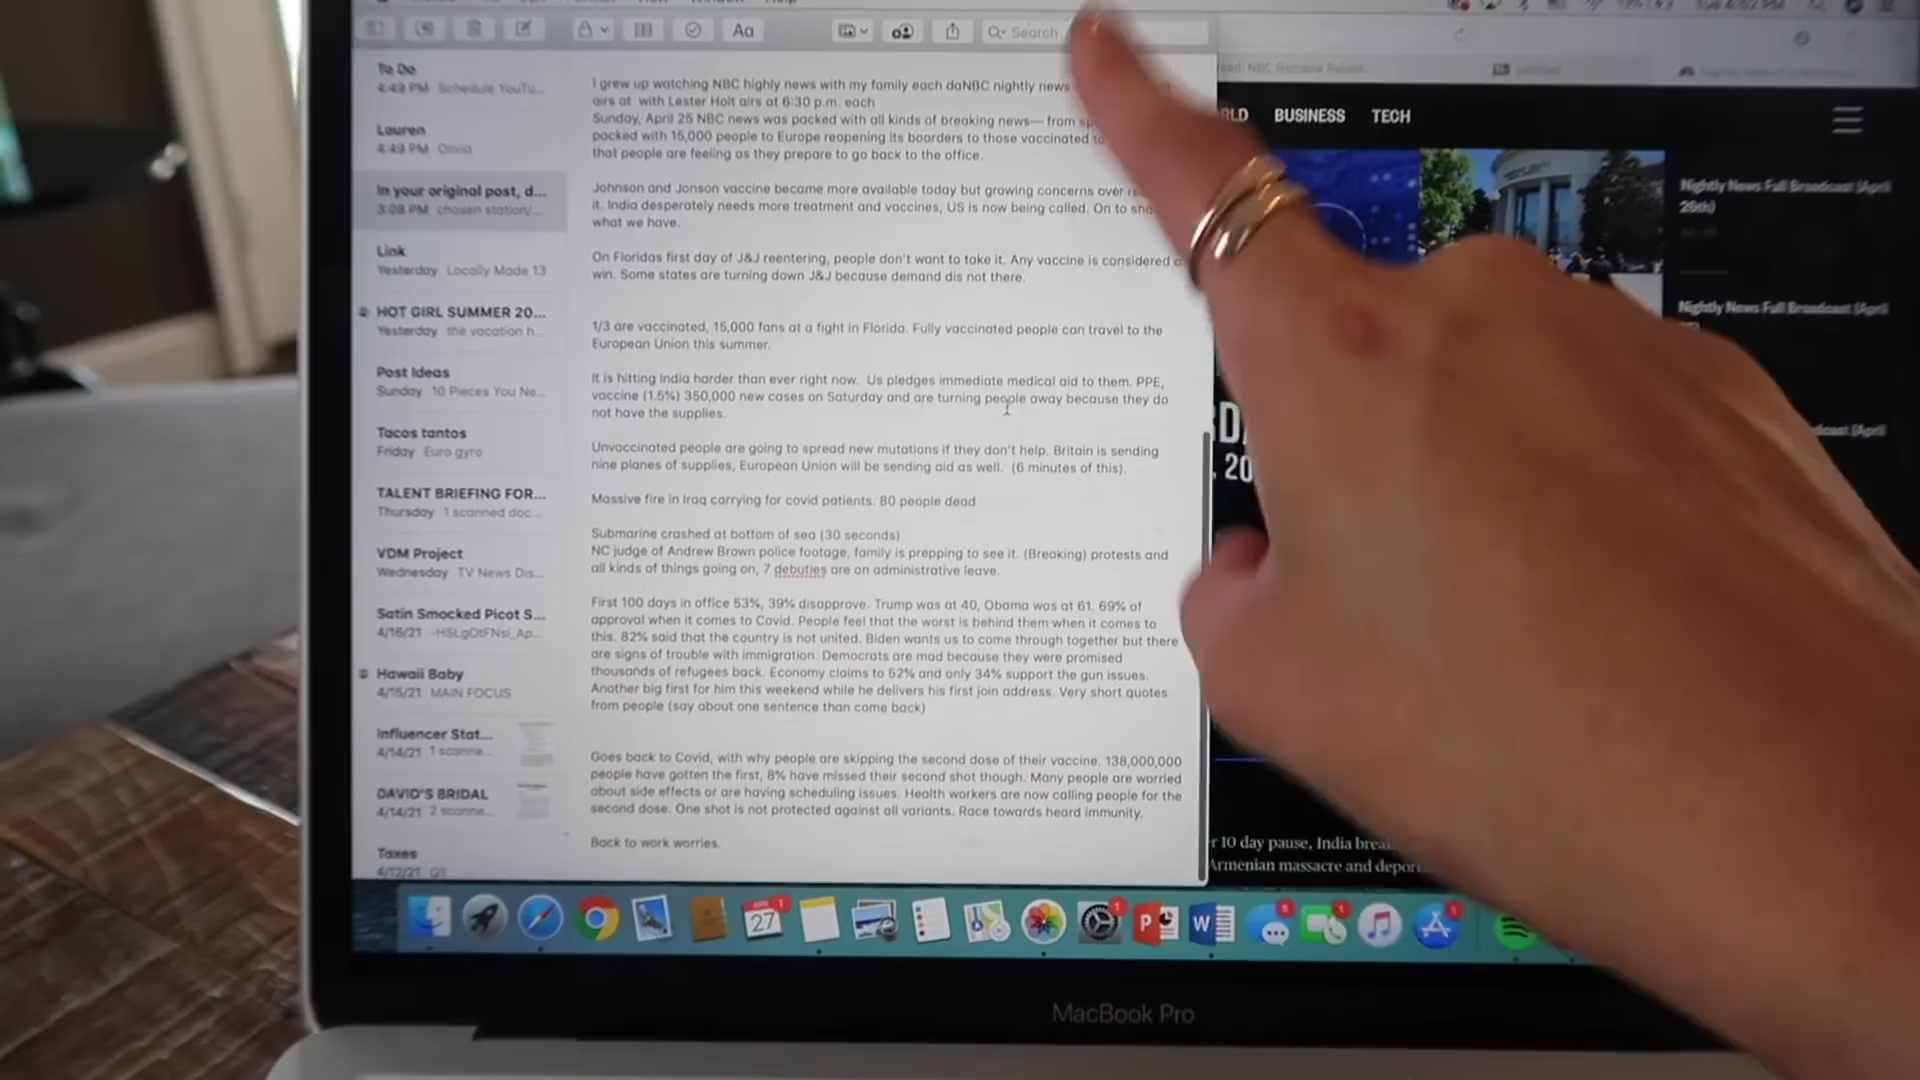 Search
To Do
4:49 PM Schedule YouTu...
Lauren
4:49 PM Olivia
In your original post, d...
3:08 PM chosen station/...
Link
Yesterday Locally Made 13
HOT GIRL SUMMER 20...
Yesterday the vacation h...
Post Ideas
Sunday 10 Pieces You Ne...
Tacos tantos
Friday Euro gyro
TALENT BRIEFING FOR...
Thursday 1 scanned doc...
VDM Project
Wednesday TV News Dis...
Satin Smocked Picot S...
4/16/21 -HSLgOtFNsi_Ap...
Hawaii Baby
4/15/21 MAIN FOCUS
Influencer Stat...
4/14/21 1 scanne...
DAVID'S BRIDAL
4/14/21 2 scanne...
Taxes
4/12/21 Q1
I grew up watching NBC highly news with my family each daNBC nightly news
airs at with Lester Holt airs at 6:30 p.m. each
Sunday, April 25 NBC news was packed with all kinds of breaking news— from
packed with 15,000 people to Europe reopening its boarders to those vaccinated
that people are feeling as they prepare to go back to the office.
Johnson and Jonson vaccine became more available today but growing concerns over
it. India desperately needs more treatment and vaccines, US is now being called. On to
what we have.
On Floridas first day of J&J reentering, people don't want to take it. Any vaccine is considered a
win. Some states are turning down J&J because demand dis not there.
1/3 are vaccinated, 15,000 fans at a fight in Florida. Fully vaccinated people can travel to the
European Union this summer.
It is hitting India harder than ever right now. Us pledges immediate medical aid to them. PPE,
vaccine (1.5%) 350,000 new cases on Saturday and are turning people away because they do
not have the supplies.
Unvaccinated people are going to spread new mutations if they don't help. Britain is sending
nine planes of supplies, European Union will be sending aid as well. (6 minutes of this).
Massive fire in Iraq carrying for covid patients. 80 people dead
Submarine crashed at bottom of sea (30 seconds)
NC judge of Andrew Brown police footage, family is prepping to see it. (Breaking) protests and
all kinds of things going on, 7 debuties are on administrative leave.
First 100 days in office 53%, 39% disapprove. Trump was at 40, Obama was at 61. 69% of
approval when it comes to Covid. People feel that the worst is behind them when it comes to
this. 82% said that the country is not united. Biden wants us to come through together but there
are signs of trouble with immigration. Democrats are mad because they were promised
thousands of refugees back. Economy claims to 52% and only 34% support the gun issues.
Another big first for him this weekend while he delivers his first join address. Very short quotes
from people (say about one sentence than come back)
Goes back to Covid, with why people are skipping the second dose of their vaccine. 138,000,000
people have gotten the first, 8% have missed their second shot though. Many people are worried
about side effects or are having scheduling issues. Health workers are now calling people for the
second dose. One shot is not protected against all variants. Race towards heard immunity.
Back to work worries.
RLD BUSINESS TECH
Nightly News Full Broadcast (April
26th)
Nightly News Full Broadcast (April
. 20
r 10 day pause, India
Armenian massacre and
27
MacBook Pro